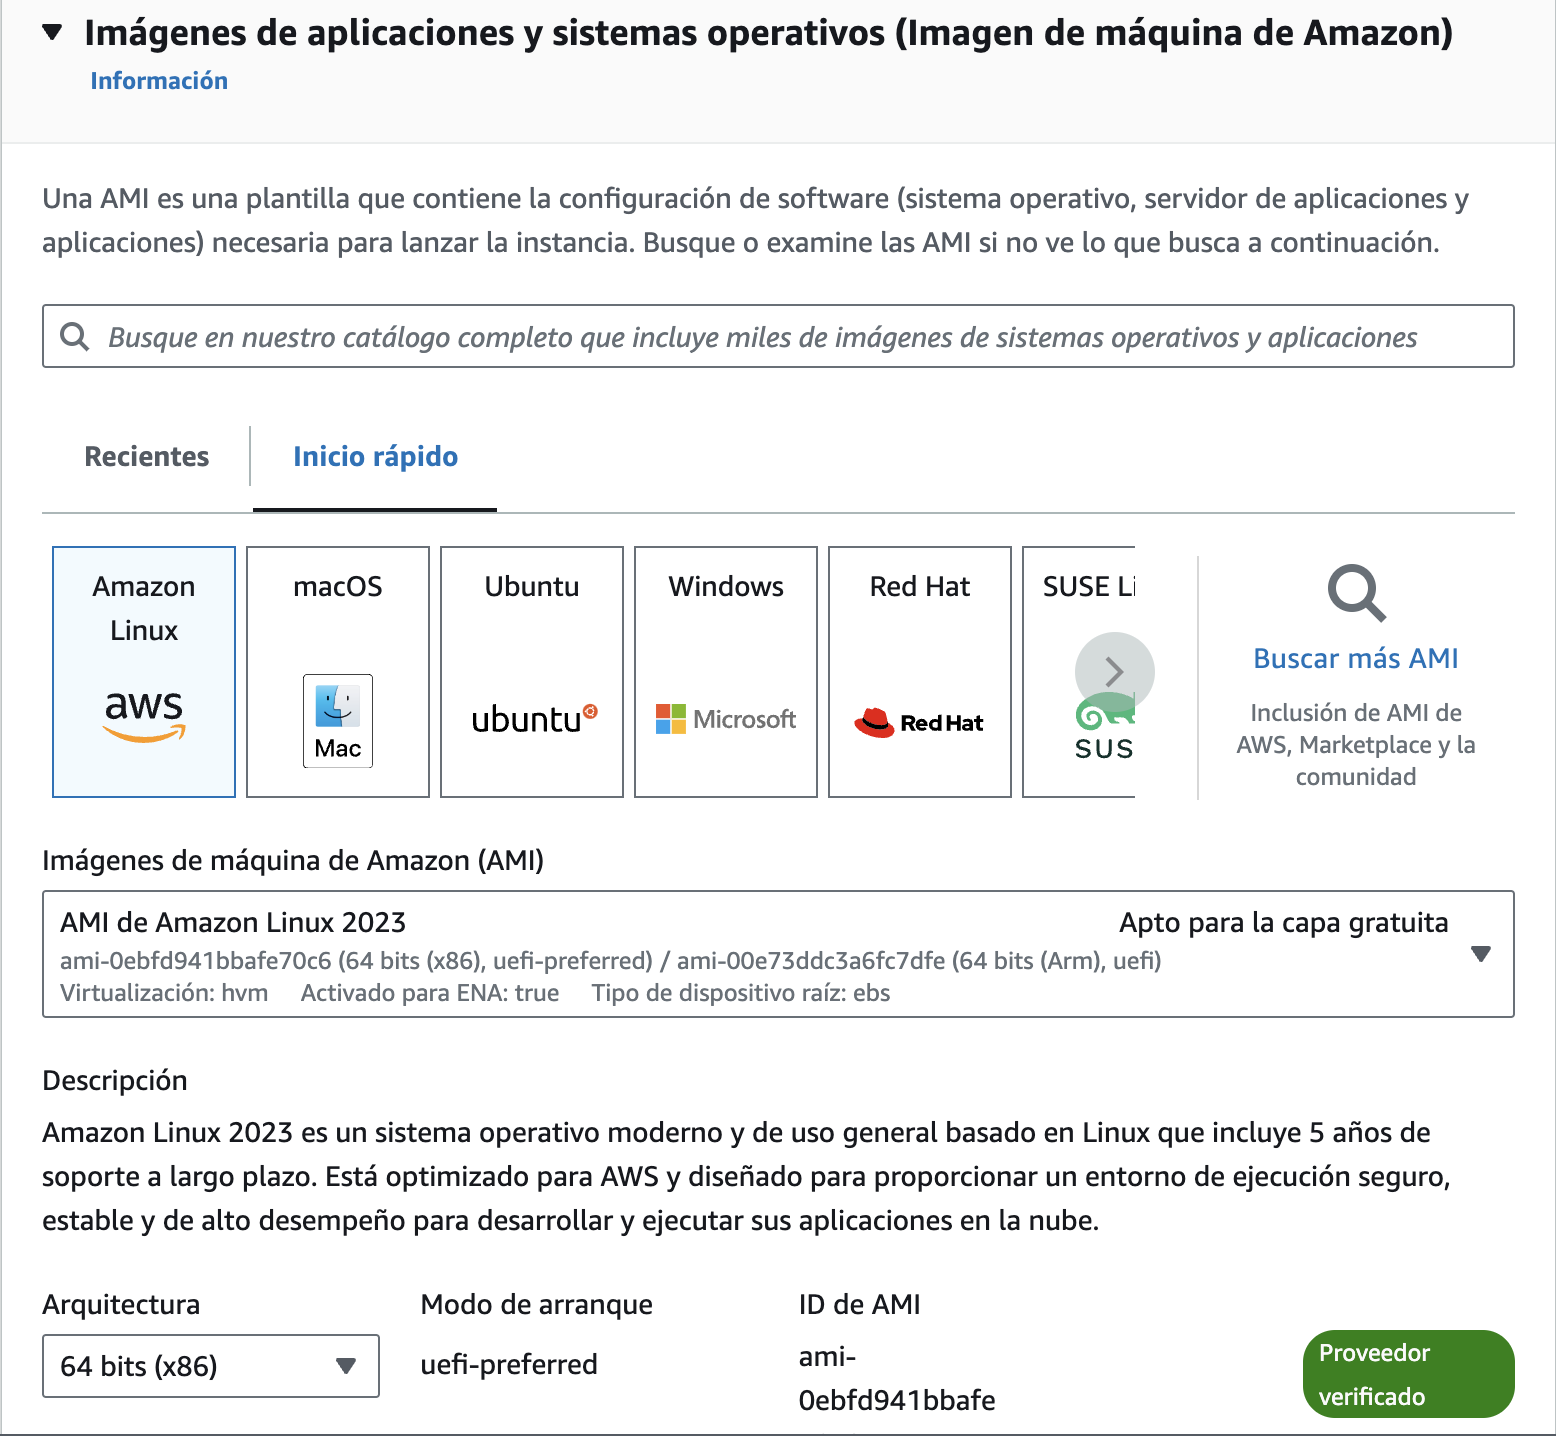 Imágenes de aplicaciones y sistemas operativos (Imagen de máquina de Amazon)
Información
Una AMI es una plantilla que contiene la configuración de software (sistema operativo, servidor de aplicaciones y
aplicaciones) necesaria para lanzar la instancia. Busque o examine las AMI si no ve lo que busca a continuación.
Busque en nuestro catálogo completo que incluye miles de imágenes de sistemas operativos y aplicaciones
Recientes
Inicio rápido
Amazon
Linux
aws
macOS
Mac
Ubuntu
ubuntu
Windows
Microsoft
Red Hat
Red Hat
SUSE Li
SUS
Buscar más AMI
Inclusión de AMI de
AWS, Marketplace y la
comunidad
Imágenes de máquina de Amazon (AMI)
AMI de Amazon Linux 2023
Apto para la capa gratuita
ami-0ebfd941bbafe70c6 (64 bits (x86), uefi-preferred) / ami-00e73ddc3a6fc7dfe (64 bits (Arm), uefi)
Virtualización: hvm Activado para ENA: true Tipo de dispositivo raíz: ebs
Descripción
Amazon Linux 2023 es un sistema operativo moderno y de uso general basado en Linux que incluye 5 años de
soporte a largo plazo. Está optimizado para AWS y diseñado para proporcionar un entorno de ejecución seguro,
estable y de alto desempeño para desarrollar y ejecutar sus aplicaciones en la nube.
Arquitectura
64 bits (x86)
Modo de arranque
uefi-preferred
ID de AMI
ami-
0ebfd941bbafe
Proveedor
verificado